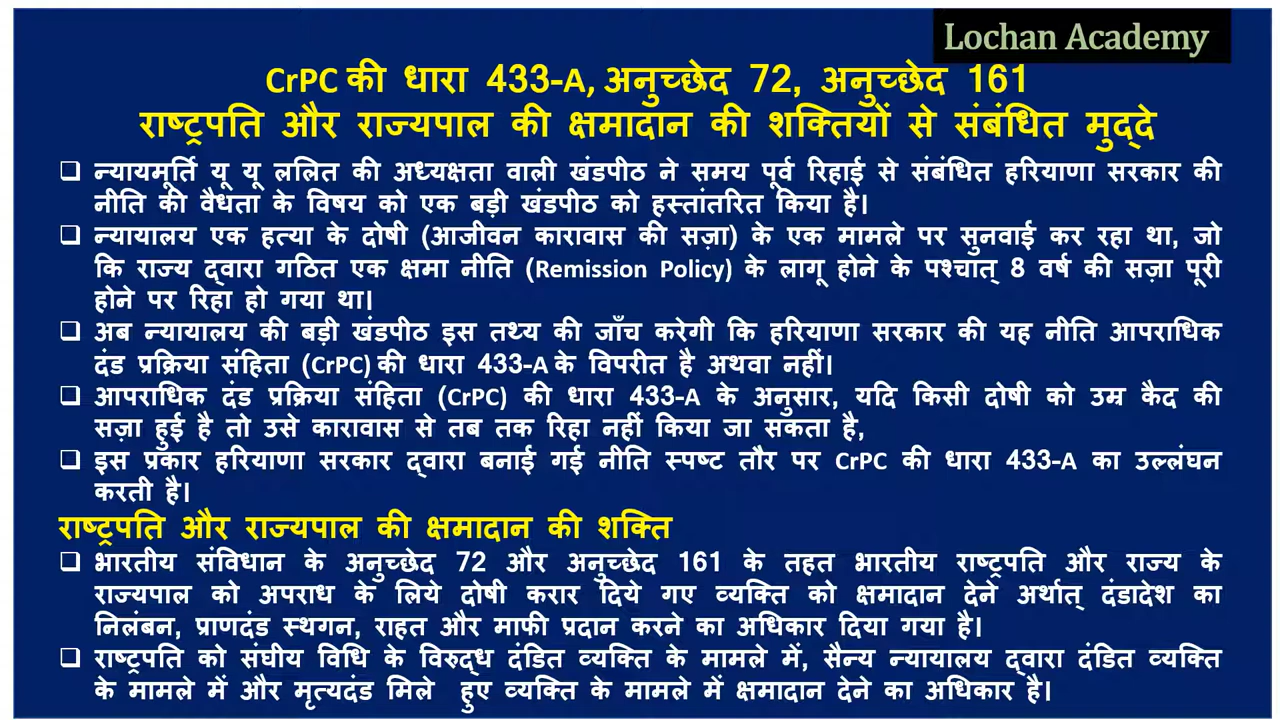 Lochan Academy
CrPC की धारा 433-A, अनुच्छेद 72, अनुच्छेद 161
राष्ट्रपति और राज्यपाल की क्षमादान की शक्तियों से संबंधित मुद्दे
❑ न्यायमूर्ति यू यू ललित की अध्यक्षता वाली खंडपीठ ने समय पूर्व रिहाई से संबंधित हरियाणा सरकार की
नीति की वैधता के विषय को एक बड़ी खंडपीठ को हस्तांतरित किया है।
❑ न्यायालय एक हत्या के दोषी (आजीवन कारावास की सज़ा) के एक मामले पर सुनवाई कर रहा था, जो
कि राज्य द्वारा गठित एक क्षमा नीति (Remission Policy) के लागू होने के पश्चात् 8 वर्ष की सज़ा पूरी
होने पर रिहा हो गया था।
❑ अब न्यायालय की बड़ी खंडपीठ इस तथ्य की जाँच करेगी कि हरियाणा सरकार की यह नीति आपराधिक
दंड प्रक्रिया संहिता (CrPC) की धारा 433-A के विपरीत है अथवा नहीं।
❑ आपराधिक दंड प्रक्रिया संहिता (CrPC) की धारा 433-A के अनुसार, यदि किसी दोषी को उम्र कैद की
सज़ा हुई है तो उसे कारावास से तब तक रिहा नहीं किया जा सकता है,
❑ इस प्रकार हरियाणा सरकार द्वारा बनाई गई नीति स्पष्ट तौर पर CrPC की धारा 433-A का उल्लंघन
करती है।
राष्ट्रपति और राज्यपाल की क्षमादान की शक्ति
❑ भारतीय संविधान के अनुच्छेद 72 और अनुच्छेद 161 के तहत भारतीय राष्ट्रपति और राज्य के
राज्यपाल को अपराध के लिये दोषी करार दिये गए व्यक्ति को क्षमादान देने अर्थात् दंडादेश का
निलंबन, प्राणदंड स्थगन, राहत और माफी प्रदान करने का अधिकार दिया गया है।
❑ राष्ट्रपति को संघीय विधि के विरुद्ध दंडित व्यक्ति के मामले में, सैन्य न्यायालय द्वारा दंडित व्यक्ति
के मामले में और मृत्यदंड मिले हुए व्यक्ति के मामले में क्षमादान देने का अधिकार है।